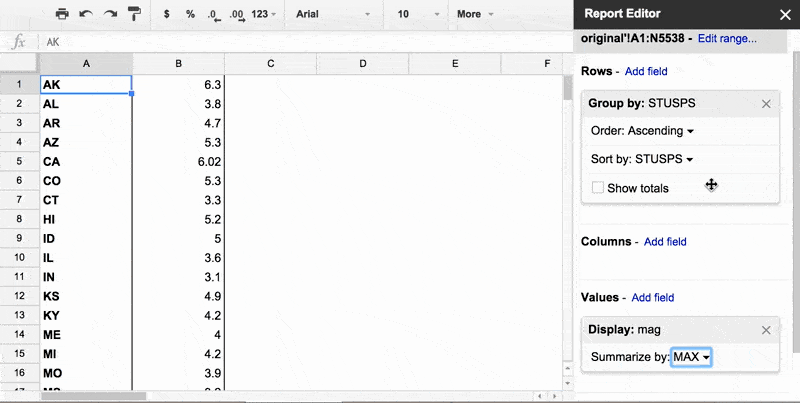 $ % .0 .00 123 Arial 10 More
Report Editor
fx AK
original'!A1:N5538 - Edit range...
A B C D E F
Rows - Add field
1 AK 6.3
2 AL 3.8
3 AR 4.7
4 AZ 5.3
5 CA 6.02
6 CO 5.3
7 CT 3.3
8 HI 5.2
9 ID 5
10 IL 3.6
11 IN 3.1
12 KS 4.9
13 KY 4.2
14 ME 4
15 MI 4.2
16 MO 3.9
17
Group by: STUSPS
Order: Ascending
Sort by: STUSPS
Show totals
Columns - Add field
Values - Add field
Display: mag
Summarize by: MAX